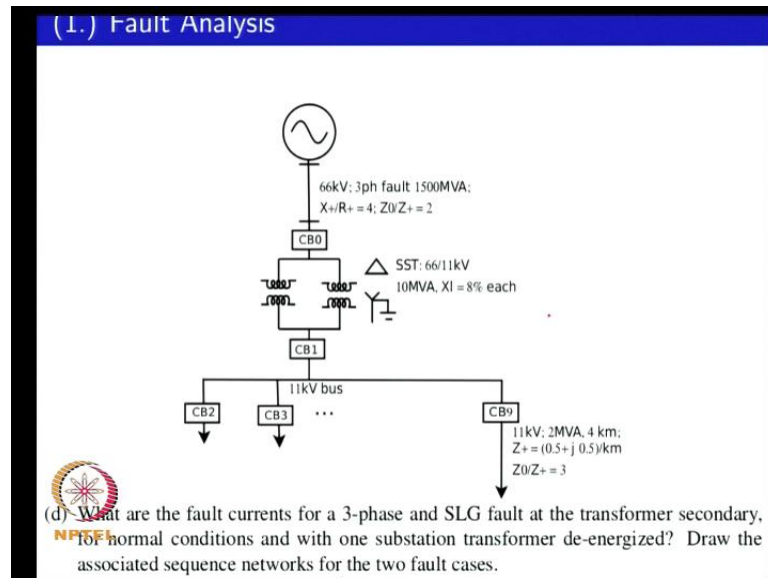 (1.) Fault Analysis
66kV; 3ph fault 1500MVA;
X+/R+ = 4; Z0/Z+ = 2
CB0
SST: 66/11kV
10MVA, Xl = 8% each
CB1
11kV bus
CB2
CB3
...
CB9
11kV; 2MVA, 4 km;
Z+ = (0.5+j 0.5)/km
Z0/Z+ = 3
(d) What are the fault currents for a 3-phase and SLG fault at the transformer secondary,
for normal conditions and with one substation transformer de-energized? Draw the
associated sequence networks for the two fault cases.
NPTEL